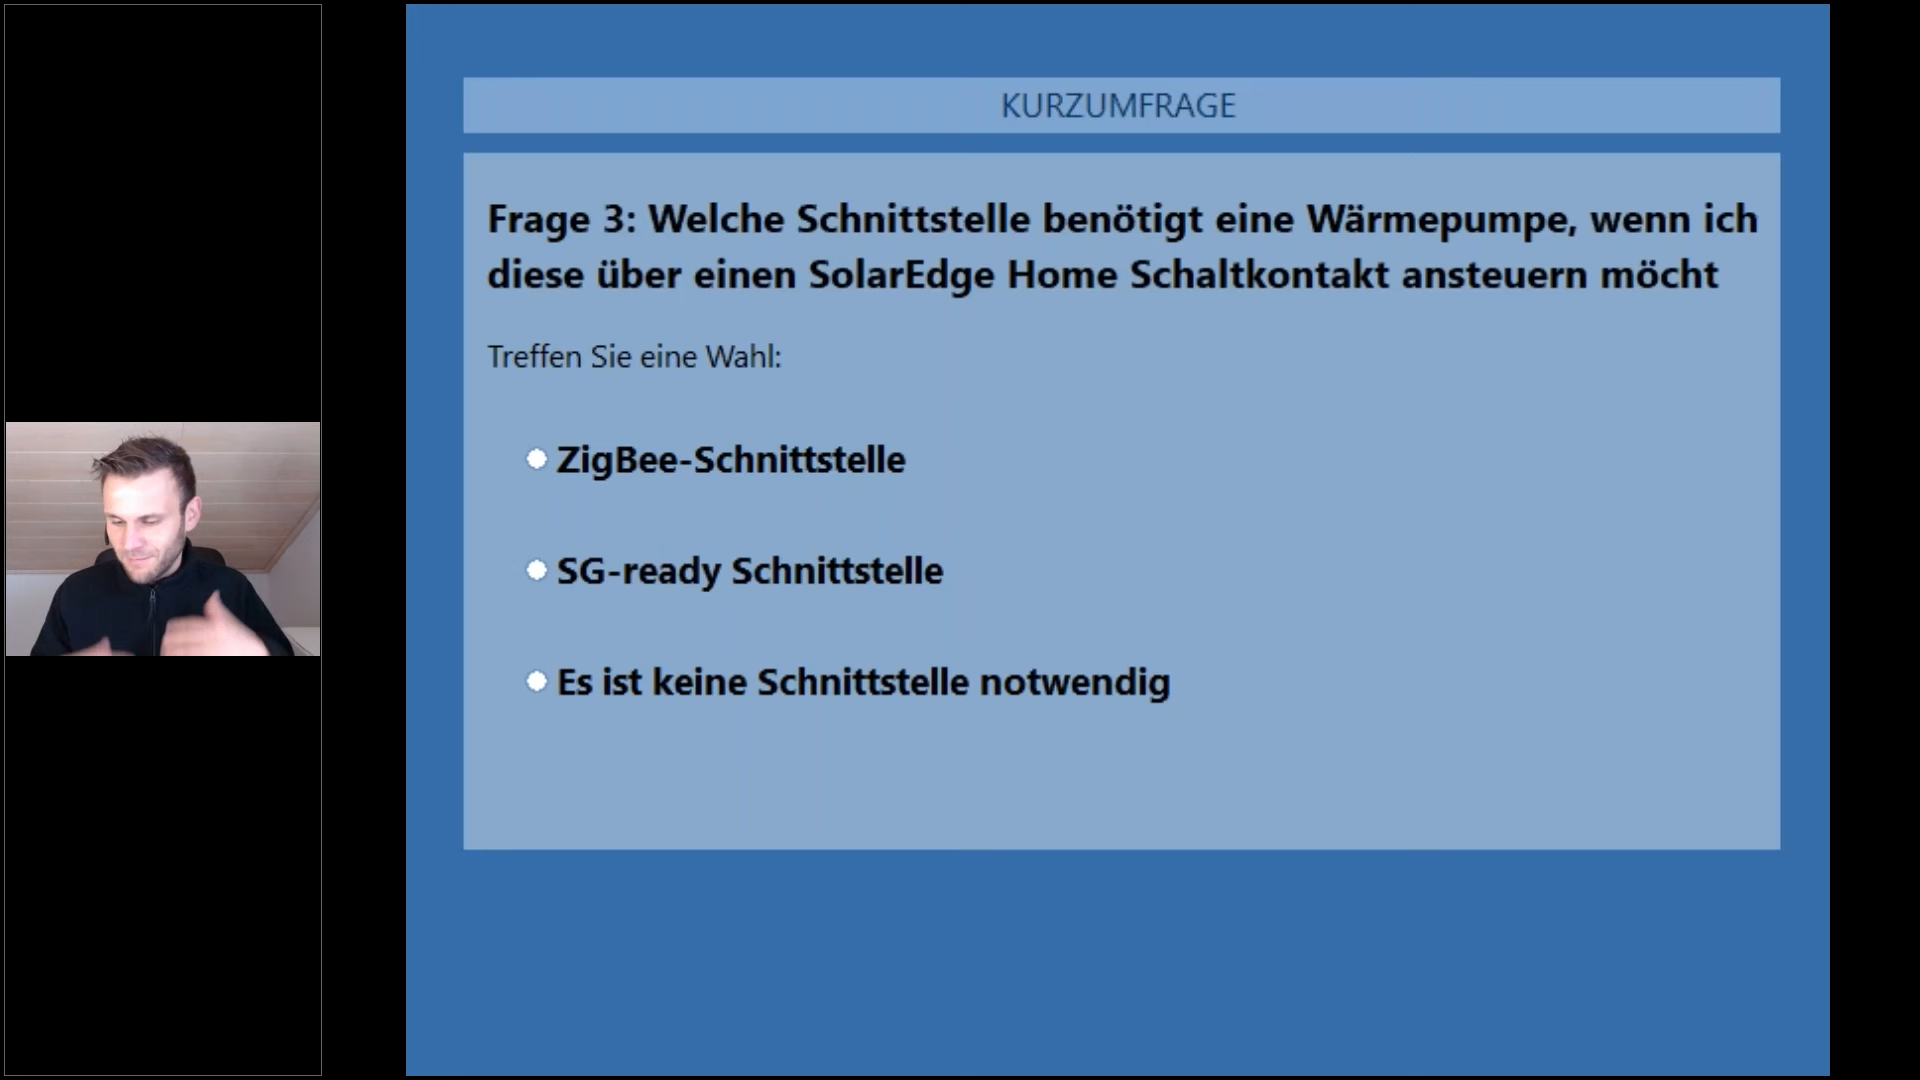 KURZUMFRAGE
Frage 3: Welche Schnittstelle benötigt eine Wärmepumpe, wenn ich
diese über einen SolarEdge Home Schaltkontakt ansteuern möcht
Treffen Sie eine Wahl:
ZigBee-Schnittstelle
SG-ready Schnittstelle
Es ist keine Schnittstelle notwendig